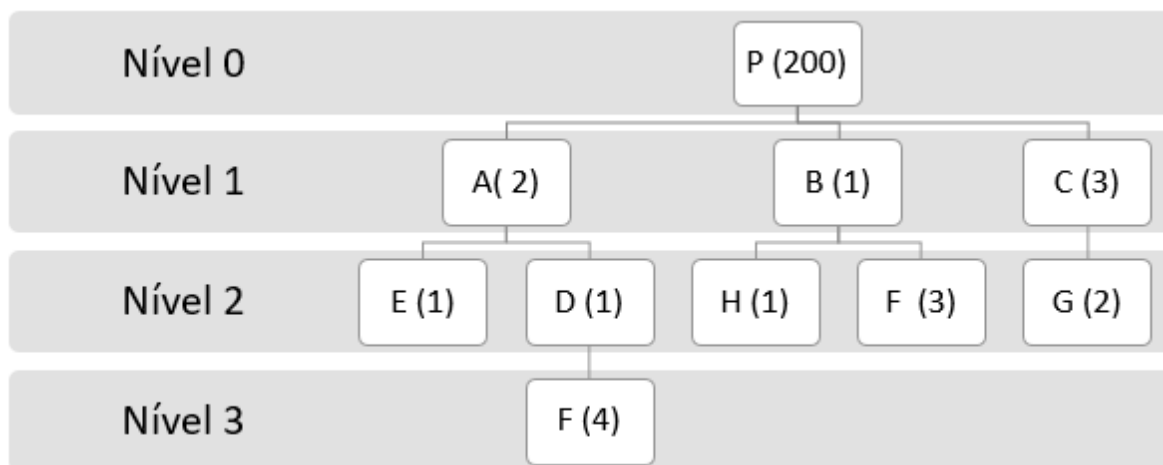 Nível 0
P (200)
Nível 1
A( 2)
B (1)
C (3)
Nível 2
E (1)
D (1)
H (1)
F (3)
G (2)
Nível 3
F (4)